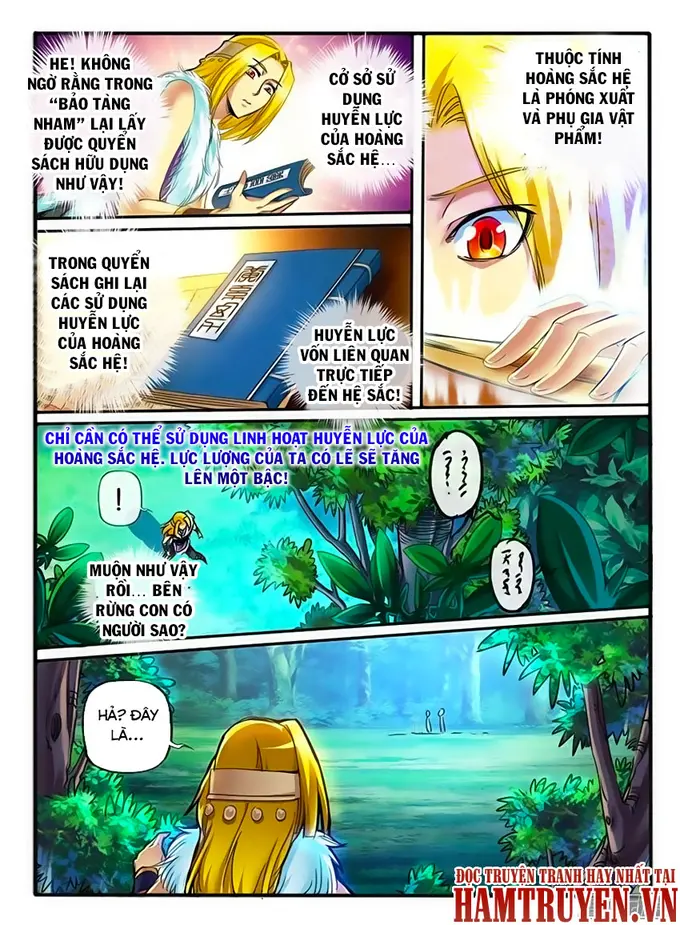 HE! KHÔNG
NGỜ RẰNG TRONG
“BẢO TẢNG
NHAM” LẠI LẤY
ĐƯỢC QUYỂN
SÁCH HỮU DỤNG
NHƯ VẬY!
CỞ SỞ SỬ
DỤNG
HUYỄN LỰC
CỦA HOÀNG
SẮC HỆ...
THUỘC TÍNH
HOÀNG SẮC HỆ
LÀ PHÓNG XUẤT
VÀ PHỤ GIA VẬT
PHẨM!
TRONG QUYỂN
SÁCH GHI LẠI
CÁC SỬ DỤNG
HUYỄN LỰC
CỦA HOÀNG
SẮC HỆ!
HUYỄN LỰC
VỐN LIÊN QUAN
TRỰC TIẾP
ĐẾN HỆ SẮC!
CHỈ CẦN CÓ THỂ SỬ DỤNG LINH HOẠT HUYỄN LỰC CỦA
HOÀNG SẮC HỆ. LỰC LƯỢNG CỦA TA CÓ LẼ SẼ TĂNG
LÊN MỘT BẬC!
!
MUỘN NHƯ VẬY
RỒI... BÊN
RỪNG CON CÓ
NGƯỜI SAO?
HẢ? ĐÂY
LÀ...
ĐỌC TRUYỆN TRANH HAY NHẤT TẠI
HAMTRUYEN.VN